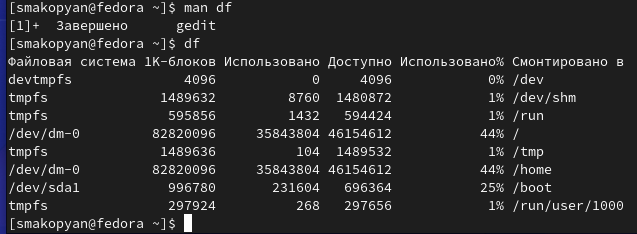 [smakopyan@fedora ~]$ man df
[1]+  Завершено      gedit
[smakopyan@fedora ~]$ df
Файловая система 1K-блоков Использовано Доступно Использовано% Смонтировано в
devtmpfs              4096            0     4096            0% /dev
tmpfs              1489632         8760  1480872            1% /dev/shm
tmpfs               595856         1432   594424            1% /run
/dev/dm-0         82820096     35843804 46154612           44% /
tmpfs              1489636          104  1489532            1% /tmp
/dev/dm-0         82820096     35843804 46154612           44% /home
/dev/sda1           996780       231604   696364           25% /boot
tmpfs               297924          268   297656            1% /run/user/1000
[smakopyan@fedora ~]$